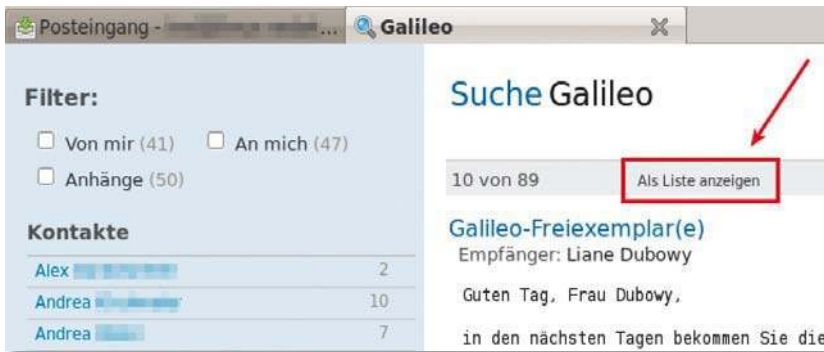 Posteingang - ...
Galileo
Filter:
Von mir (41) An mich (47)
Anhänge (50)
Kontakte
Alex 2
Andrea 10
Andrea 7
Suche Galileo
10 von 89 Als Liste anzeigen
Galileo-Freiexemplar(e)
Empfänger: Liane Dubowy
Guten Tag, Frau Dubowy,
in den nächsten Tagen bekommen Sie die